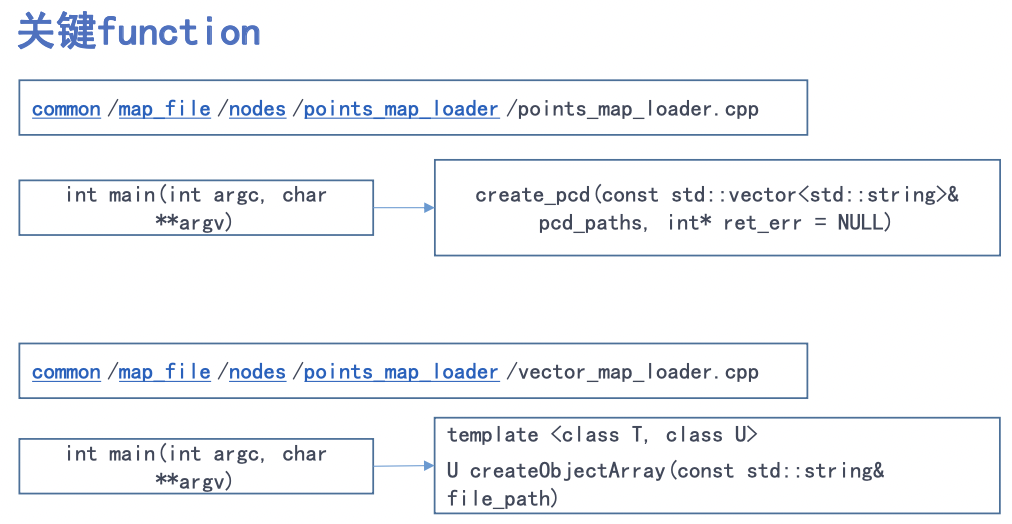 关键function
common /map_file /nodes /points_map_loader /points_map_loader.cpp
int main(int argc, char
**argv)
create_pcd(const std::vector<std::string>&
pcd_paths, int* ret_err = NULL)
common /map_file /nodes /points_map_loader /vector_map_loader.cpp
int main(int argc, char
**argv)
template <class T, class U>
U createObjectArray(const std::string&
file_path)